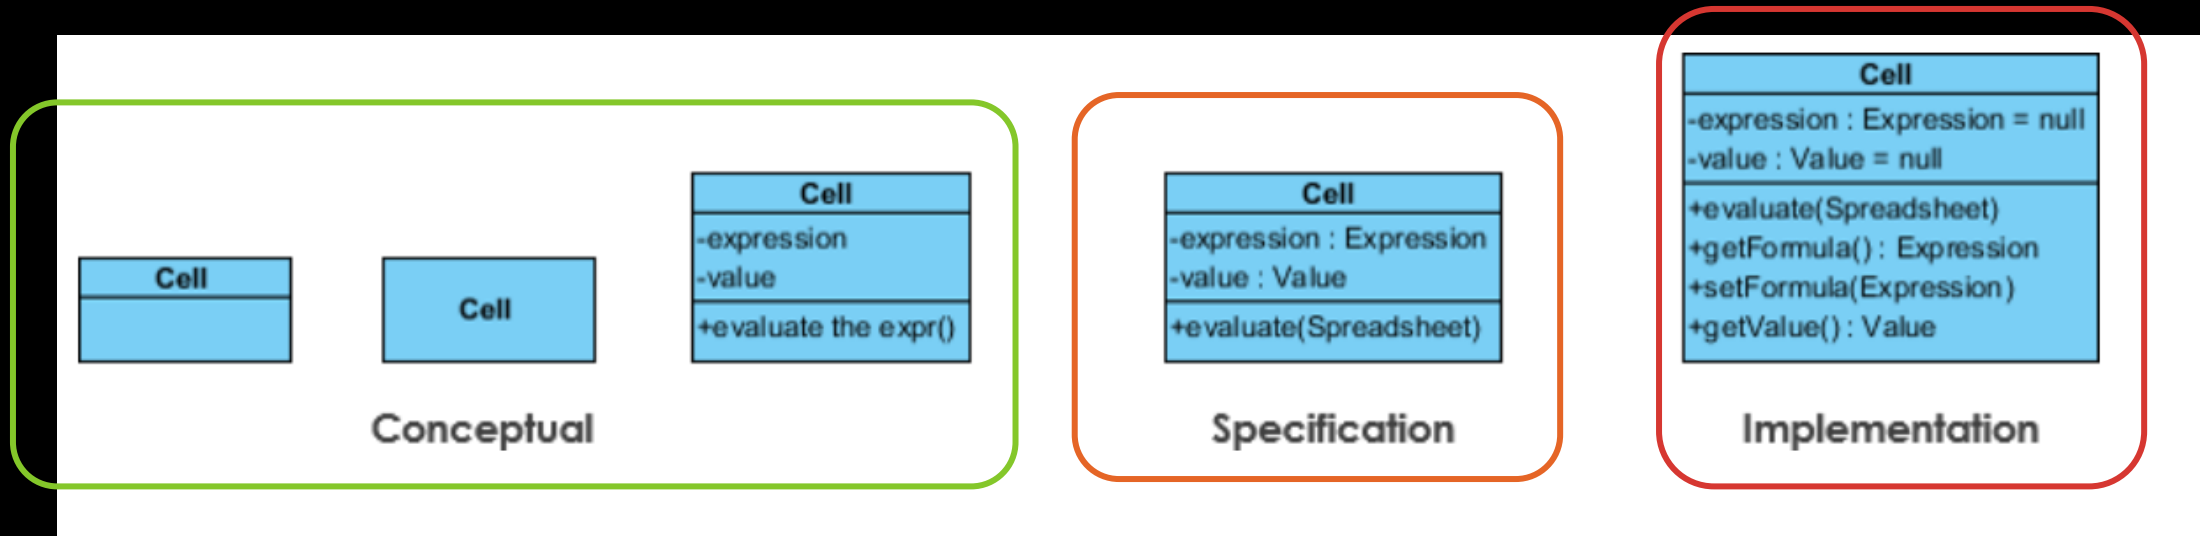 Cell
Cell
Cell
-expression
-value
+evaluate the expr()
Conceptual
Cell
-expression : Expression
-value : Value
+evaluate(Spreadsheet)
Specification
Cell
-expression : Expression = null
-value : Value = null
+evaluate(Spreadsheet)
+getFormula() : Expression
+setFormula(Expression)
+getValue() : Value
Implementation